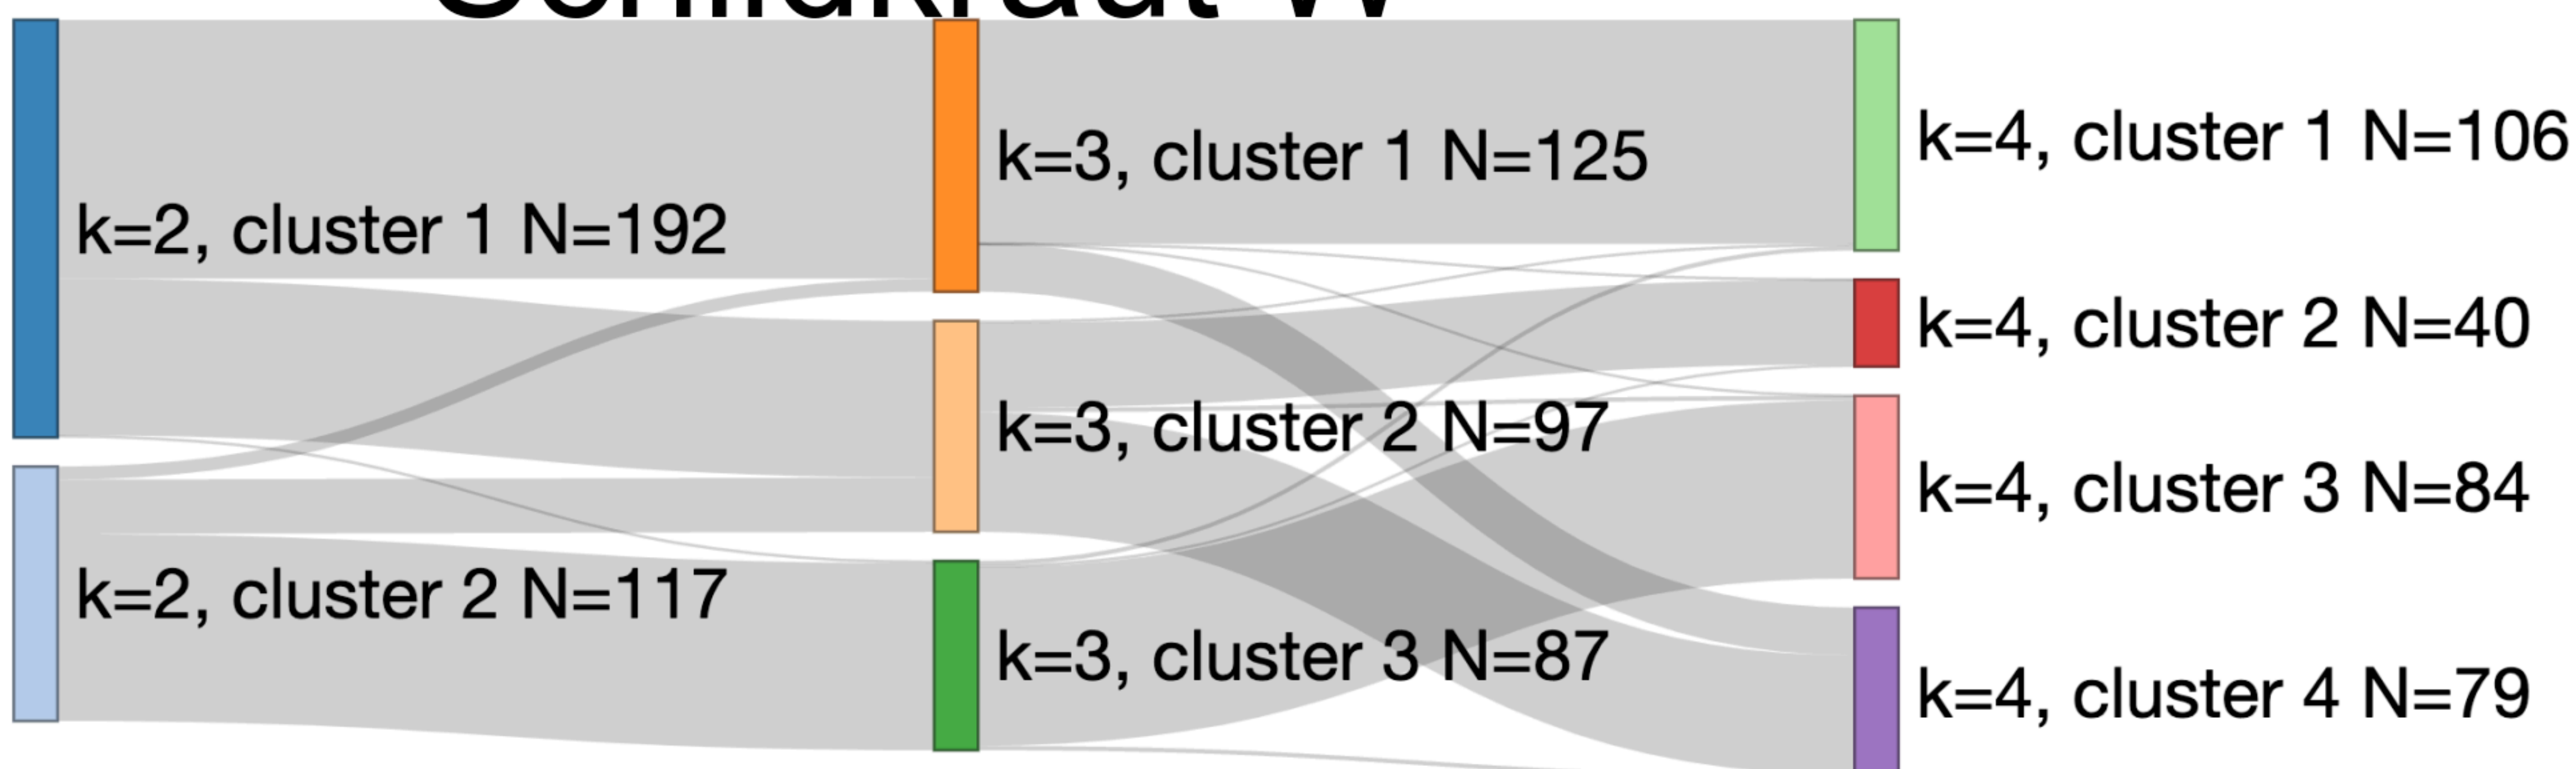 k=2, cluster 1 N=192
k=2, cluster 2 N=117
k=3, cluster 1 N=125
k=3, cluster 2 N=97
k=3, cluster 3 N=87
k=4, cluster 1 N=106
k=4, cluster 2 N=40
k=4, cluster 3 N=84
k=4, cluster 4 N=79